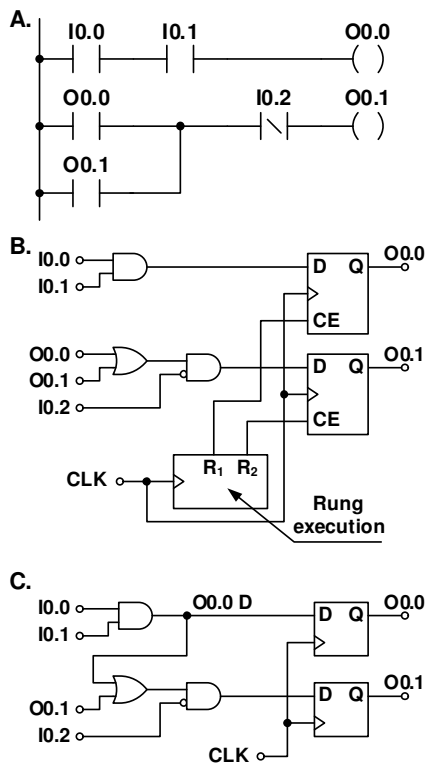 A.
I0.0 I0.1 O0.0
O0.0 I0.2 O0.1
O0.1
B.
I0.0
I0.1
D Q O0.0
CE
O0.0
O0.1
I0.2
D Q O0.1
CE
R1 R2
CLK
Rung
execution
C.
I0.0
I0.1
O0.0 D
D Q O0.0
O0.1
I0.2
D Q O0.1
CLK